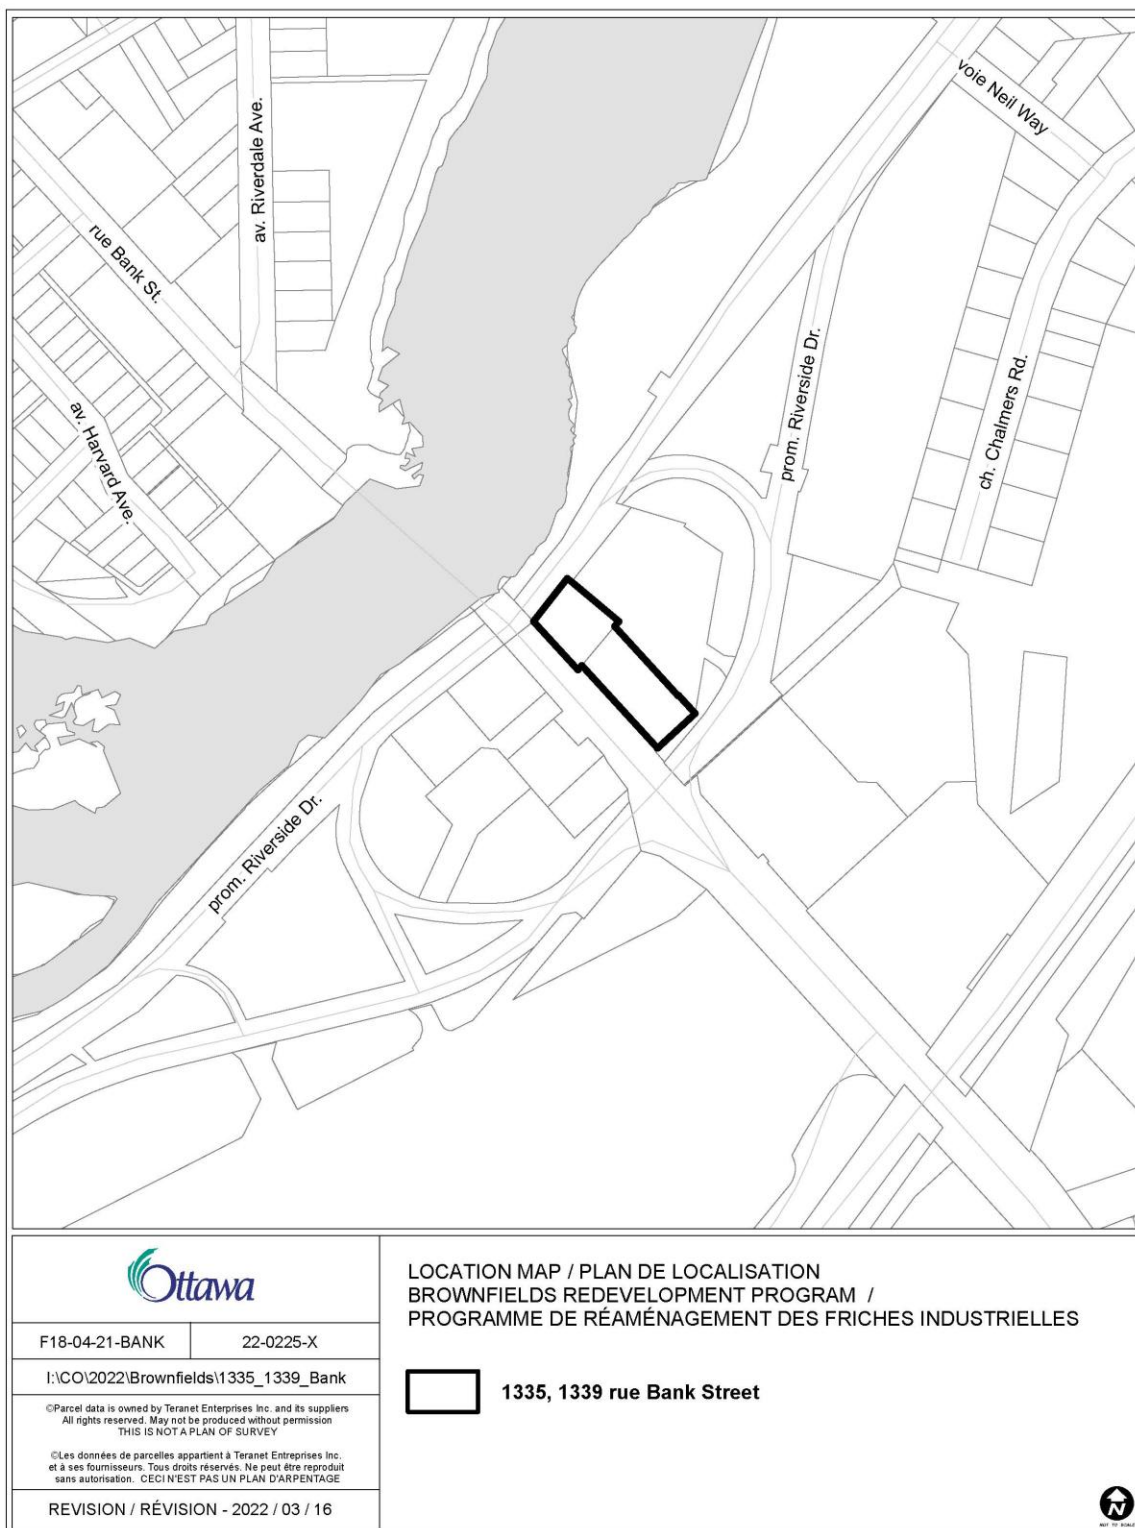 voie Neil Way
av. Riverdale Ave.
rue Bank St.
prom. Riverside Dr.
ch. Chalmers Rd.
av. Harvard Ave.
prom. Riverside Dr.
Ottawa
F18-04-21-BANK
22-0225-X
I:\CO\2022\Brownfields\1335_1339_Bank
©Parcel data is owned by Teranet Enterprises Inc. and its suppliers
All rights reserved. May not be produced without permission
THIS IS NOT A PLAN OF SURVEY
©Les données de parcelles appartient à Teranet Entreprises Inc.
et à ses fournisseurs. Tous droits réservés. Ne peut être reproduit
sans autorisation. CECI N'EST PAS UN PLAN D'ARPENTAGE
REVISION / RÉVISION - 2022 / 03 / 16
LOCATION MAP / PLAN DE LOCALISATION
BROWNFIELDS REDEVELOPMENT PROGRAM /
PROGRAMME DE RÉAMÉNAGEMENT DES FRICHES INDUSTRIELLES
1335, 1339 rue Bank Street
N
NOT TO SCALE